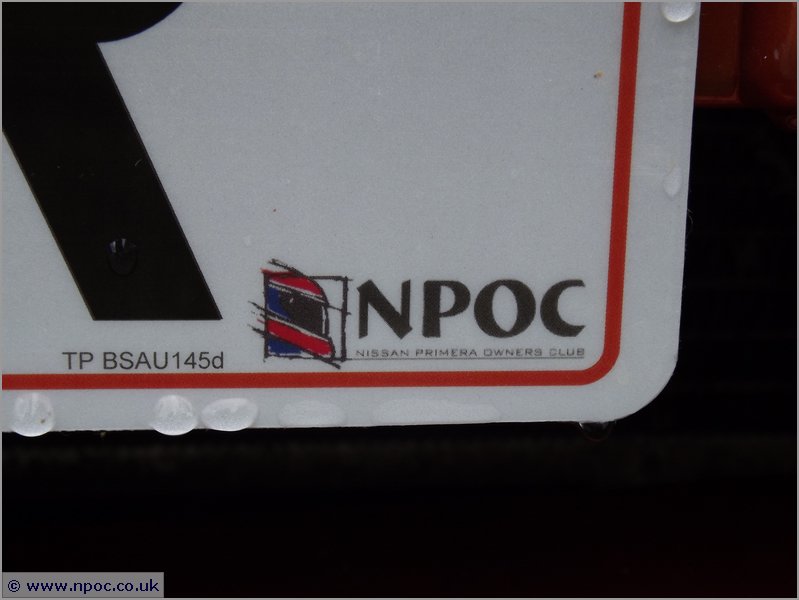 R
NPOC
NISSAN PRIMERA OWNERS CLUB
TP BSAU145d
© www.npoc.co.uk